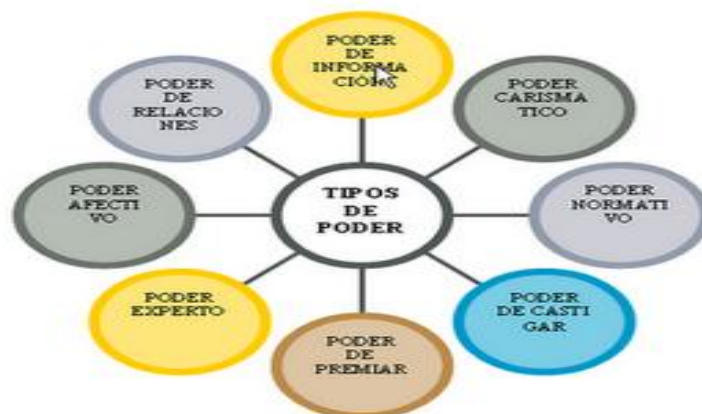 PODER
DE
INFORMA
CIÓN
PODER
DE
RELACIO
NES
PODER
CARISMA
TICO
PODER
AFECTI
VO
TIPOS
DE
PODER
PODER
NORMATI
VO
PODER
EXPERTO
PODER
DE CASTI
GAR
PODER
DE
PREMIAR